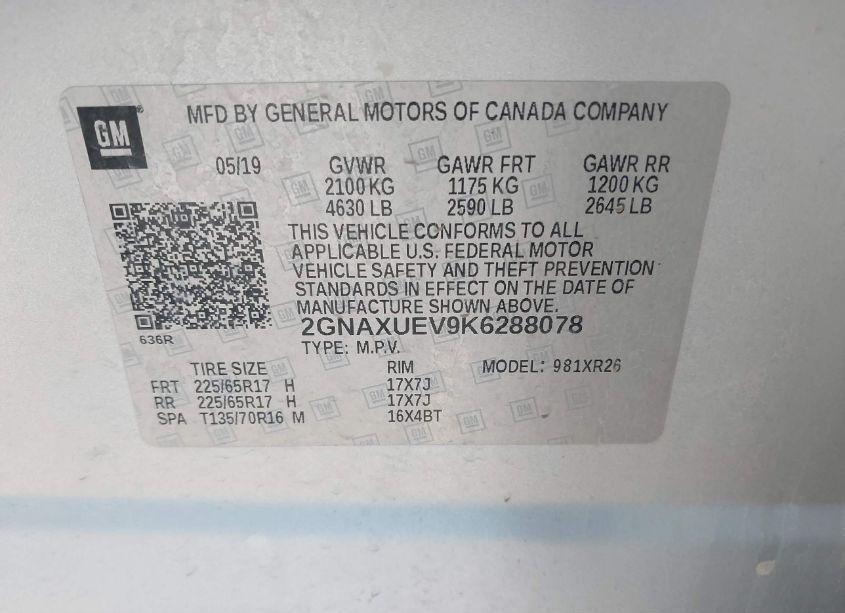 GM
MFD BY GENERAL MOTORS OF CANADA COMPANY
05/19 GVWR GAWR FRT GAWR RR
2100 KG 1175 KG 1200 KG
4630 LB 2590 LB 2645 LB
THIS VEHICLE CONFORMS TO ALL
APPLICABLE U.S. FEDERAL MOTOR
VEHICLE SAFETY AND THEFT PREVENTION
STANDARDS IN EFFECT ON THE DATE OF
MANUFACTURE SHOWN ABOVE.
2GNAXUEV9K6288078
636R
TYPE: M.P.V.
TIRE SIZE RIM MODEL: 981XR26
FRT 225/65R17 H 17X7J
RR 225/65R17 H 17X7J
SPA T135/70R16 M 16X4BT